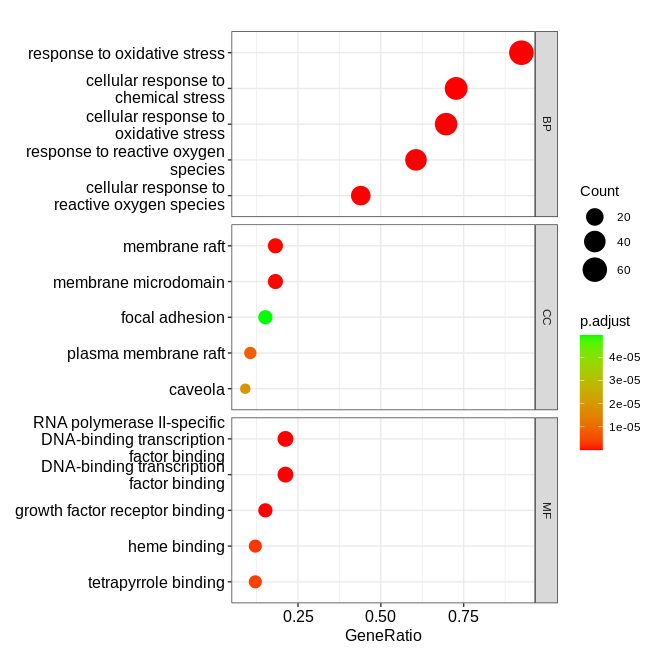 response to oxidative stress
cellular response to
chemical stress
cellular response to
oxidative stress
response to reactive oxygen
species
cellular response to
reactive oxygen species
BP
membrane raft
membrane microdomain
focal adhesion
plasma membrane raft
caveola
CC
RNA polymerase II-specific
DNA-binding transcription
factor binding
DNA-binding transcription
factor binding
growth factor receptor binding
heme binding
tetrapyrrole binding
MF
0.25 0.50 0.75
GeneRatio
Count
20
40
60
p.adjust
4e-05
3e-05
2e-05
1e-05